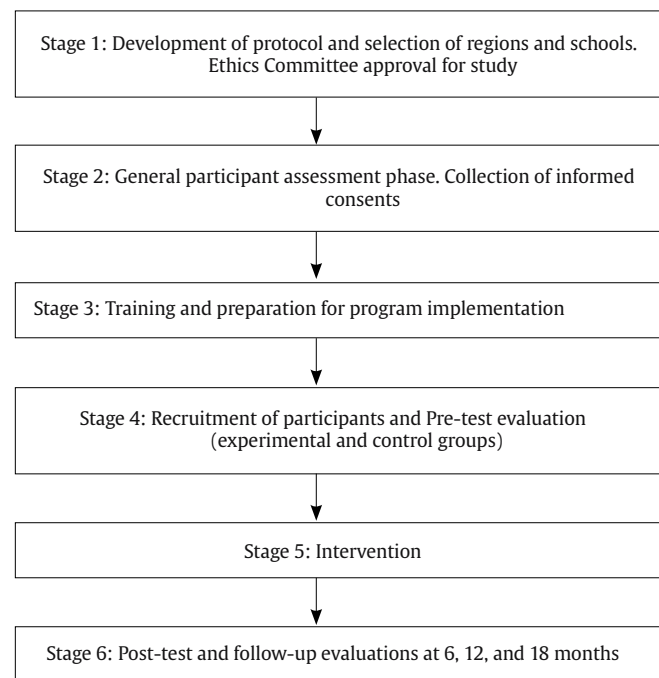 Stage 1: Development of protocol and selection of regions and schools.
Ethics Committee approval for study
Stage 2: General participant assessment phase. Collection of informed
consents
Stage 3: Training and preparation for program implementation
Stage 4: Recruitment of participants and Pre-test evaluation
(experimental and control groups)
Stage 5: Intervention
Stage 6: Post-test and follow-up evaluations at 6, 12, and 18 months